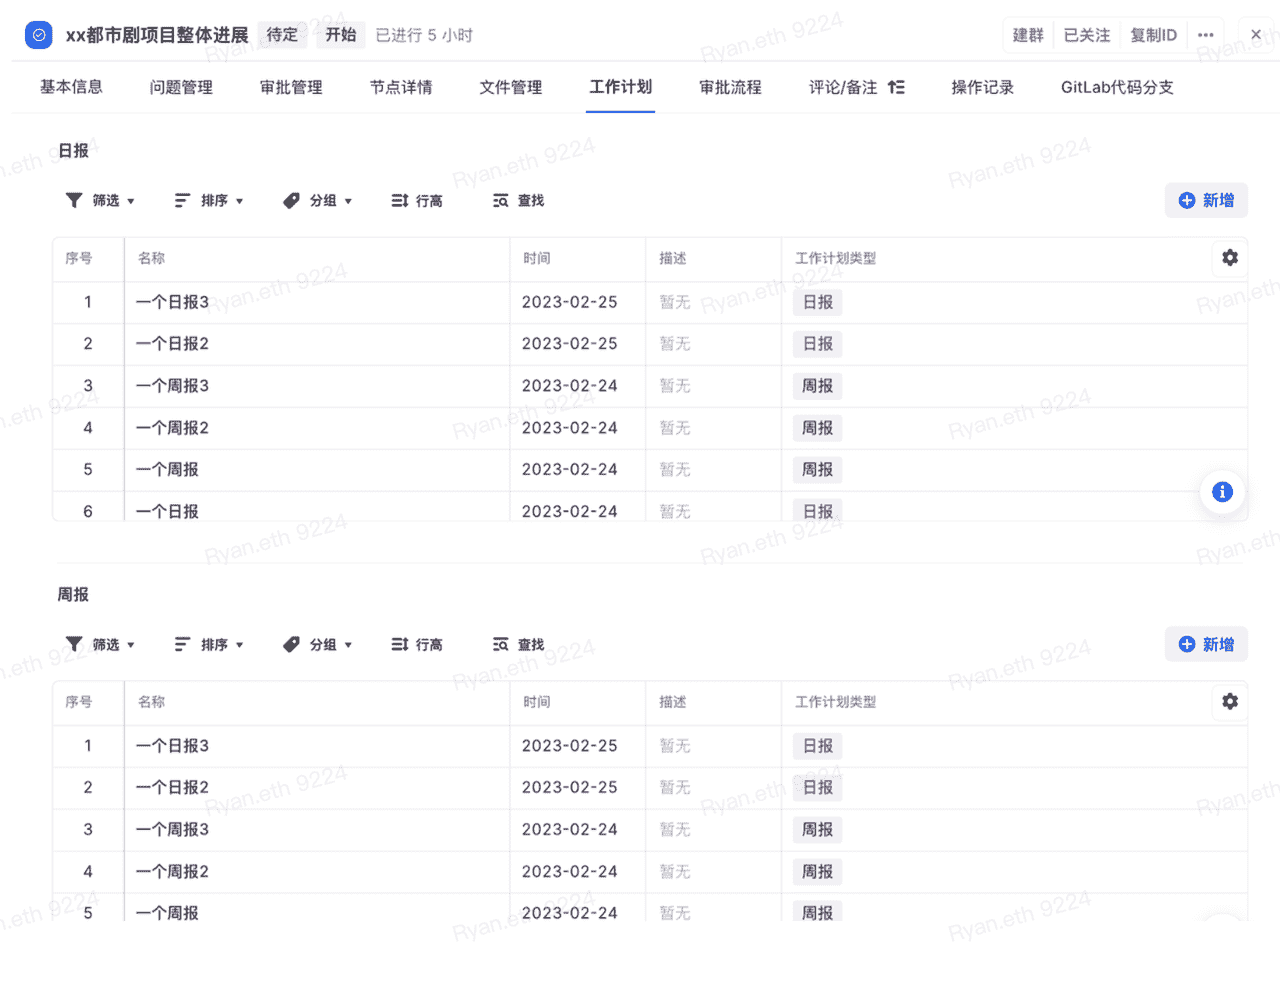 xx都市剧项目整体进展 待定 开始 已进行 5 小时 建群 已关注 复制ID
基本信息 问题管理 审批管理 节点详情 文件管理 工作计划 审批流程 评论/备注 操作记录 GitLab代码分支
日报
筛选 排序 分组 行高 查找 新增
序号 名称 时间 描述 工作计划类型
1 一个日报3 2023-02-25 暂无 日报
2 一个日报2 2023-02-25 暂无 日报
3 一个周报3 2023-02-24 暂无 周报
4 一个周报2 2023-02-24 暂无 周报
5 一个周报 2023-02-24 暂无 周报
6 一个日报 2023-02-24 暂无 日报
周报
筛选 排序 分组 行高 查找 新增
序号 名称 时间 描述 工作计划类型
1 一个日报3 2023-02-25 暂无 日报
2 一个日报2 2023-02-25 暂无 日报
3 一个周报3 2023-02-24 暂无 周报
4 一个周报2 2023-02-24 暂无 周报
5 一个周报 2023-02-24 暂无 周报
Ryan.eth 9224